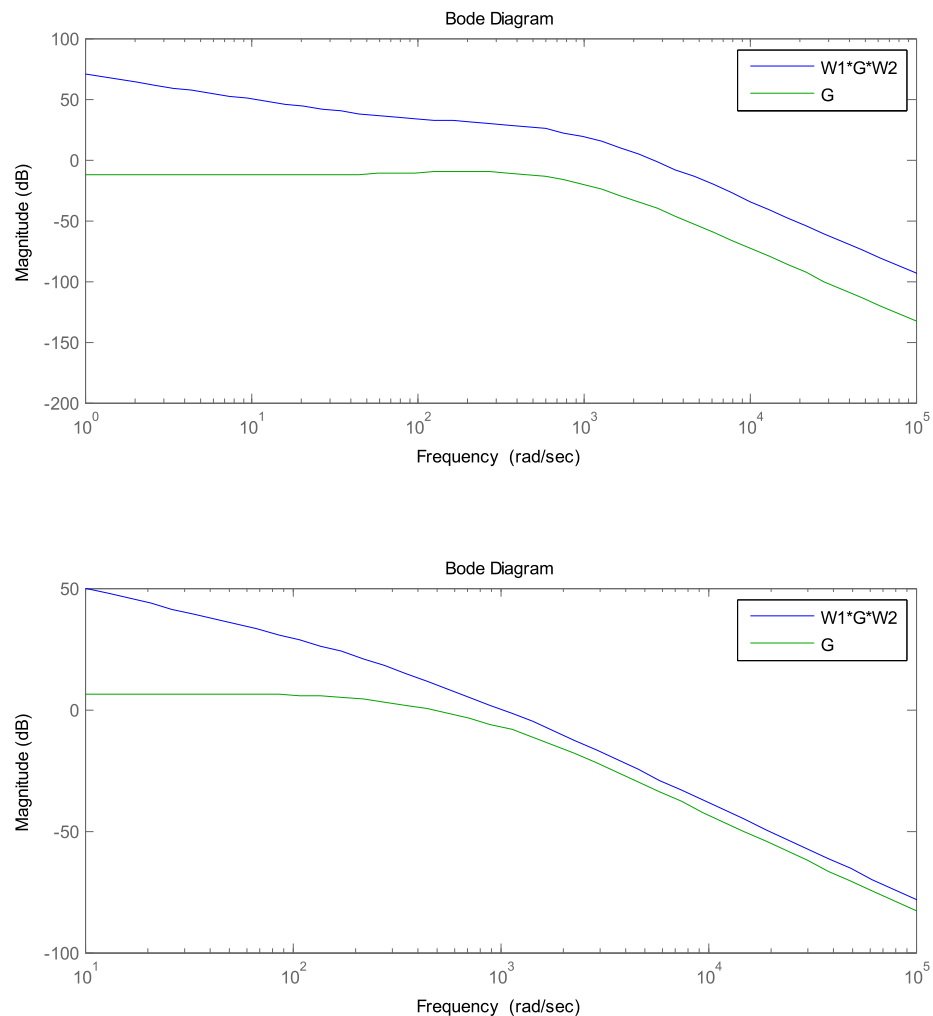 Bode Diagram
100
50
0
-50
-100
-150
-200
Magnitude (dB)
W1*G*W2
G
10^0
10^1
10^2
10^3
10^4
10^5
Frequency (rad/sec)
Bode Diagram
50
0
-50
-100
Magnitude (dB)
W1*G*W2
G
10^1
10^2
10^3
10^4
10^5
Frequency (rad/sec)